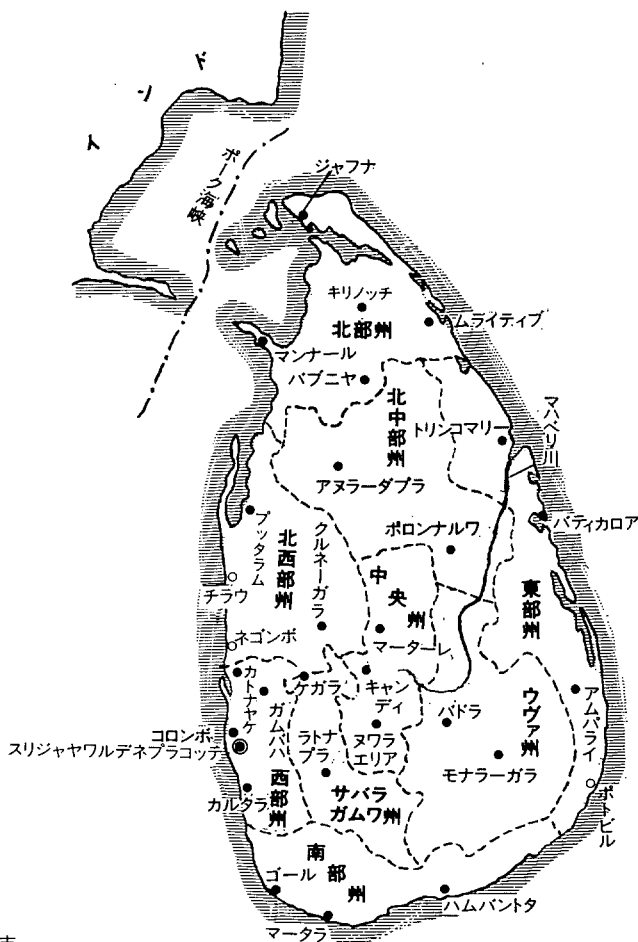 インド
ポーク海峡
ジャフナ
キリノッチ
北部州
ムライティブ
マンナール
バブニヤ
北中部州
トリンコマリー
マハベリ川
アヌラーダプラ
バティカロア
プッタラム
クルネーガラ
ポロンナルワ
北西部州
中央州
東部州
チラウ
マーターレ
ネゴンボ
カトナヤケ
ケガラ
キャン
ディ
ウヴァ州
アムパライ
ガムパハ
バドラ
コロンボ
スリジャヤワルデネプラコッテ
ラトナ
プラ
ヌワラ
エリア
モナラーガラ
カルタラ
西部州
サバラ
ガムワ州
ポトビル
南部州
ゴール
ハムバントタ
マータラ